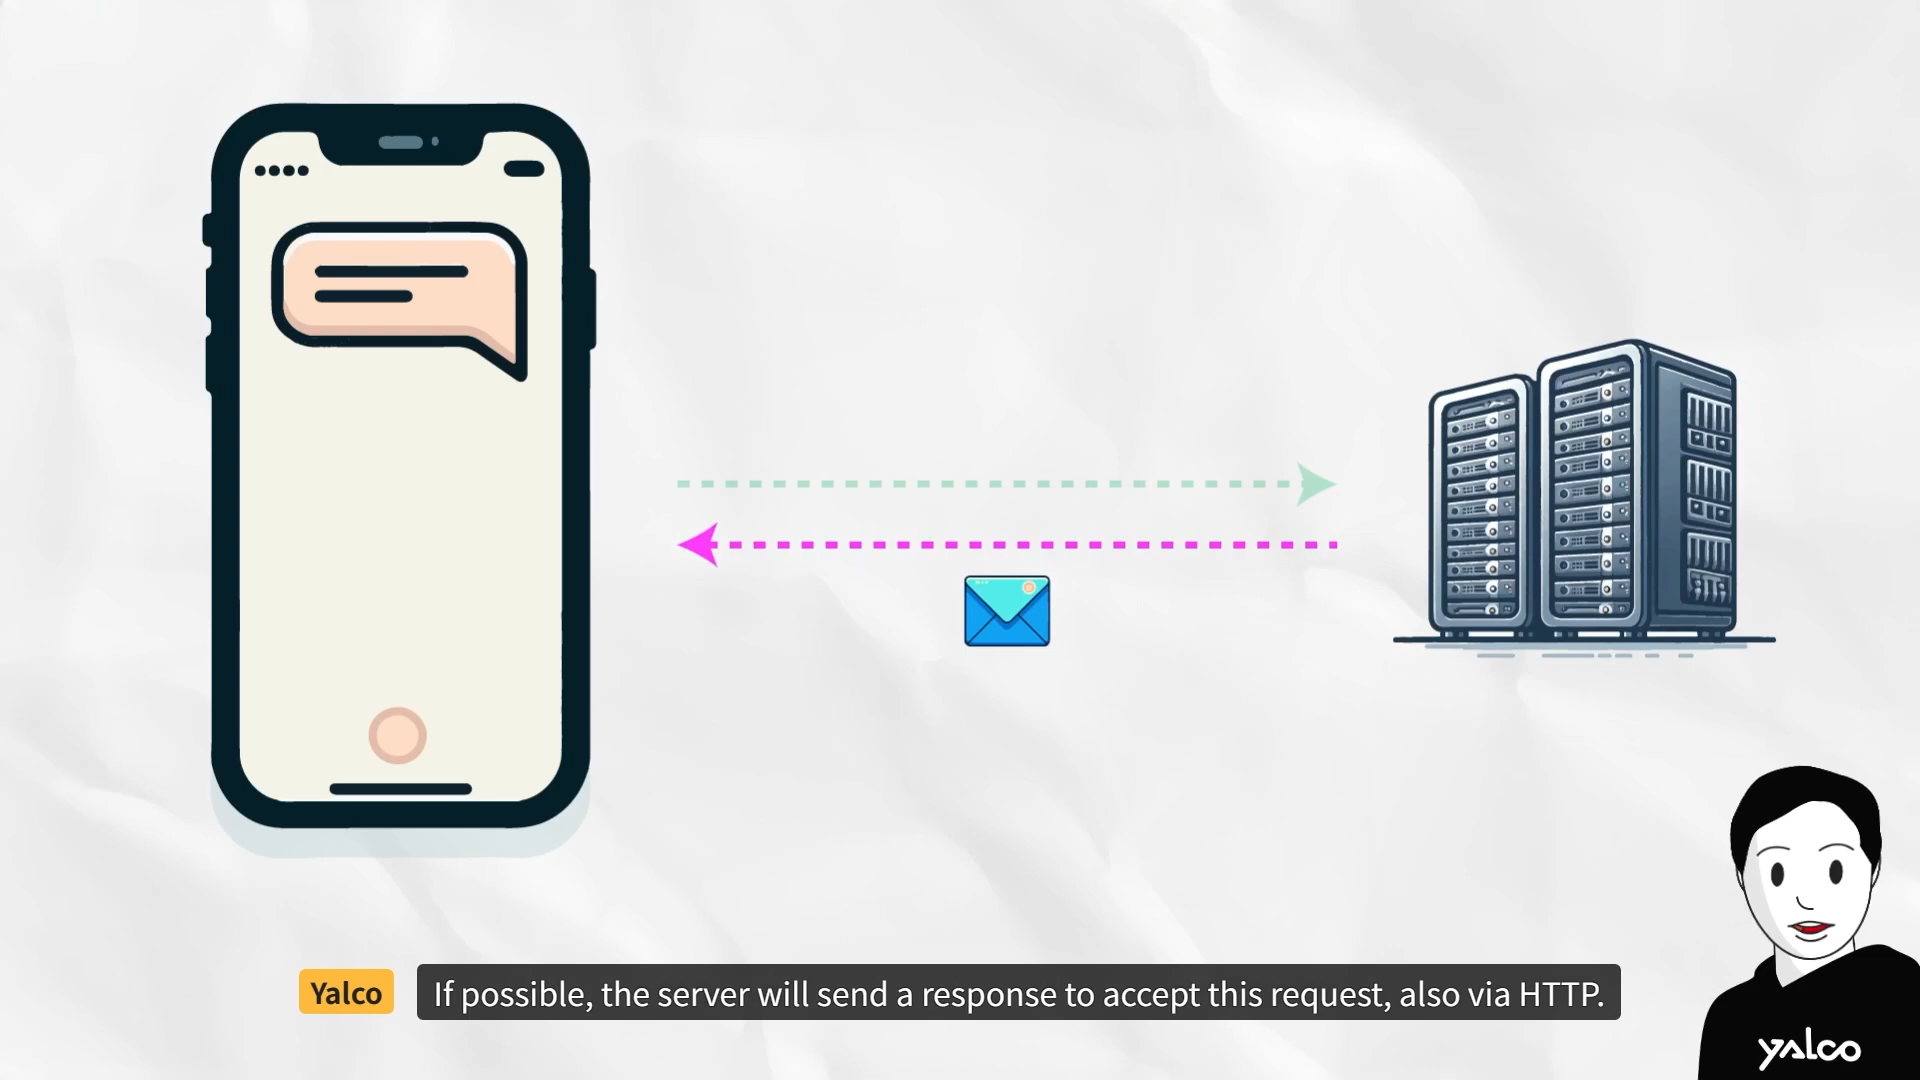 Yalco
If possible, the server will send a response to accept this request, also via HTTP.
yalco